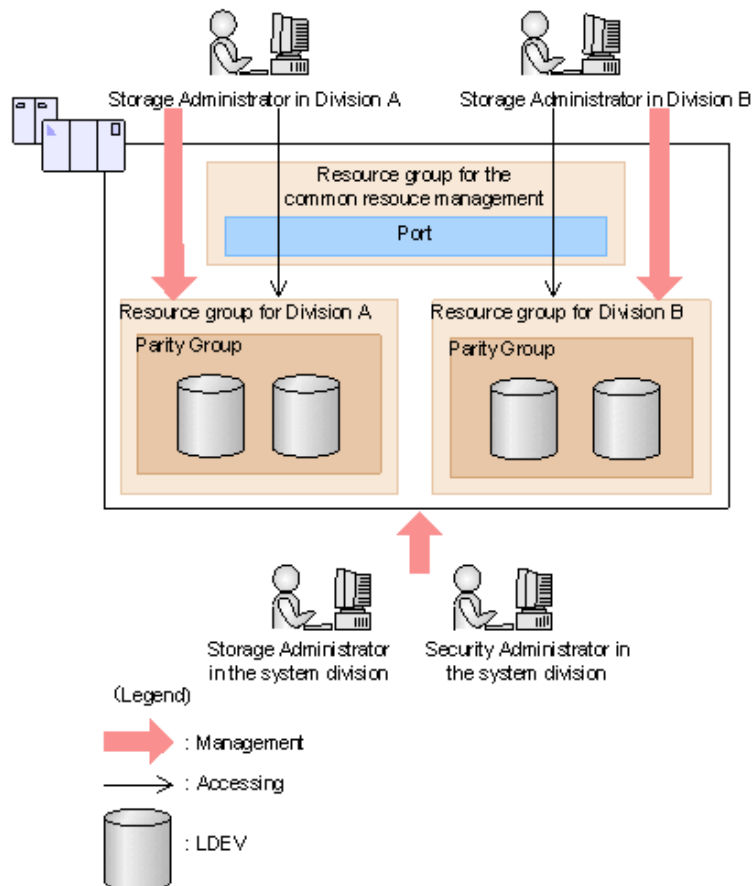 Storage Administrator in Division A
Storage Administrator in Division B
Resource group for the
common resouce management
Port
Resource group for Division A
Resource group for Division B
Parity Group
Parity Group
Storage Administrator
in the system division
Security Administrator in
the system division
(Legend)
: Management
: Accessing
: LDEV